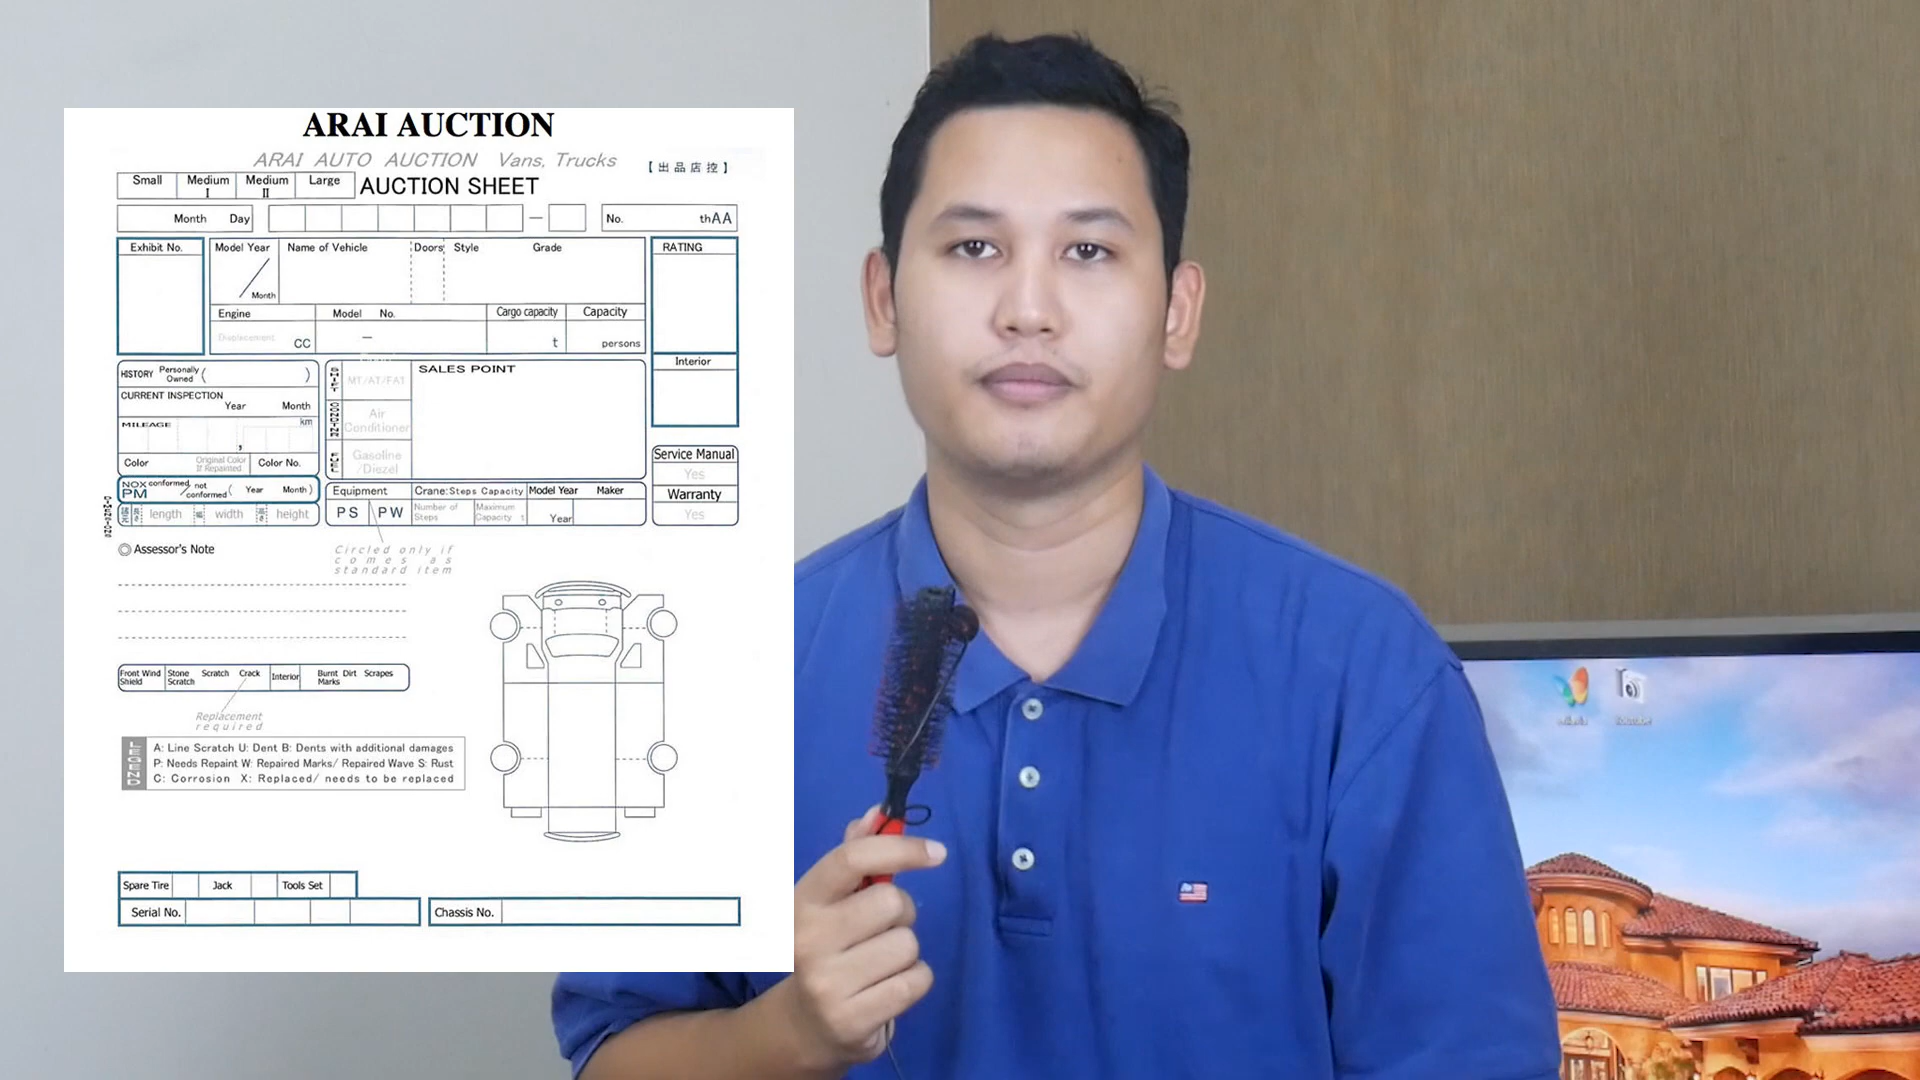 ARAI AUCTION
ARAI AUTO AUCTION Vans, Trucks
【出品店控】
Small Medium I Medium II Large
AUCTION SHEET
Month Day — No. thAA
Exhibit No. Model Year Name of Vehicle Doors Style Grade RATING
Month
Engine Model No. Cargo capacity Capacity
Displacement CC — t persons
Interior
HISTORY Personally Owned ( )
SHIFT MT/AT/FAT
SALES POINT
CURRENT INSPECTION
Year Month
MILEAGE km
,
Air Conditioner
Color Original Color If Repainted Color No.
FUEL Gasoline /Diezel
Service Manual
Yes
Warranty
Yes
NOX PM conformed / not conformed ( Year Month )
Equipment Crane: Steps Capacity Model Year Maker
PS PW Number of Steps Maximum Capacity t Year
length width height
Assessor's Note
Circled only if
comes as
standard item
Front Wind Shield Stone Scratch Scratch Crack Interior Burnt Marks Dirt Scrapes
Replacement
required
LEGEND
A: Line Scratch U: Dent B: Dents with additional damages
P: Needs Repaint W: Repaired Marks/ Repaired Wave S: Rust
C: Corrosion X: Replaced/ needs to be replaced
Spare Tire Jack Tools Set
Serial No. Chassis No.